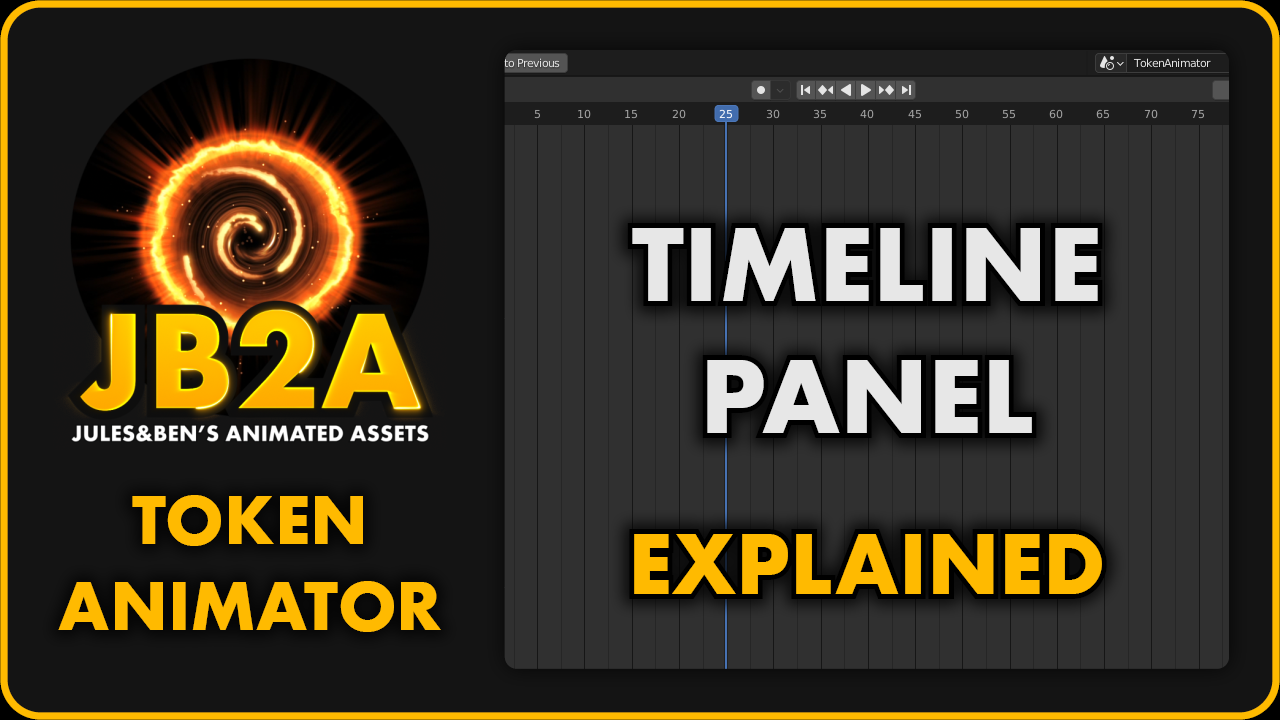 JB2A
JULES&BEN'S ANIMATED ASSETS
TOKEN
ANIMATOR
to Previous
TokenAnimator
5 10 15 20 25 30 35 40 45 50 55 60 65 70 75
TIMELINE
PANEL
EXPLAINED